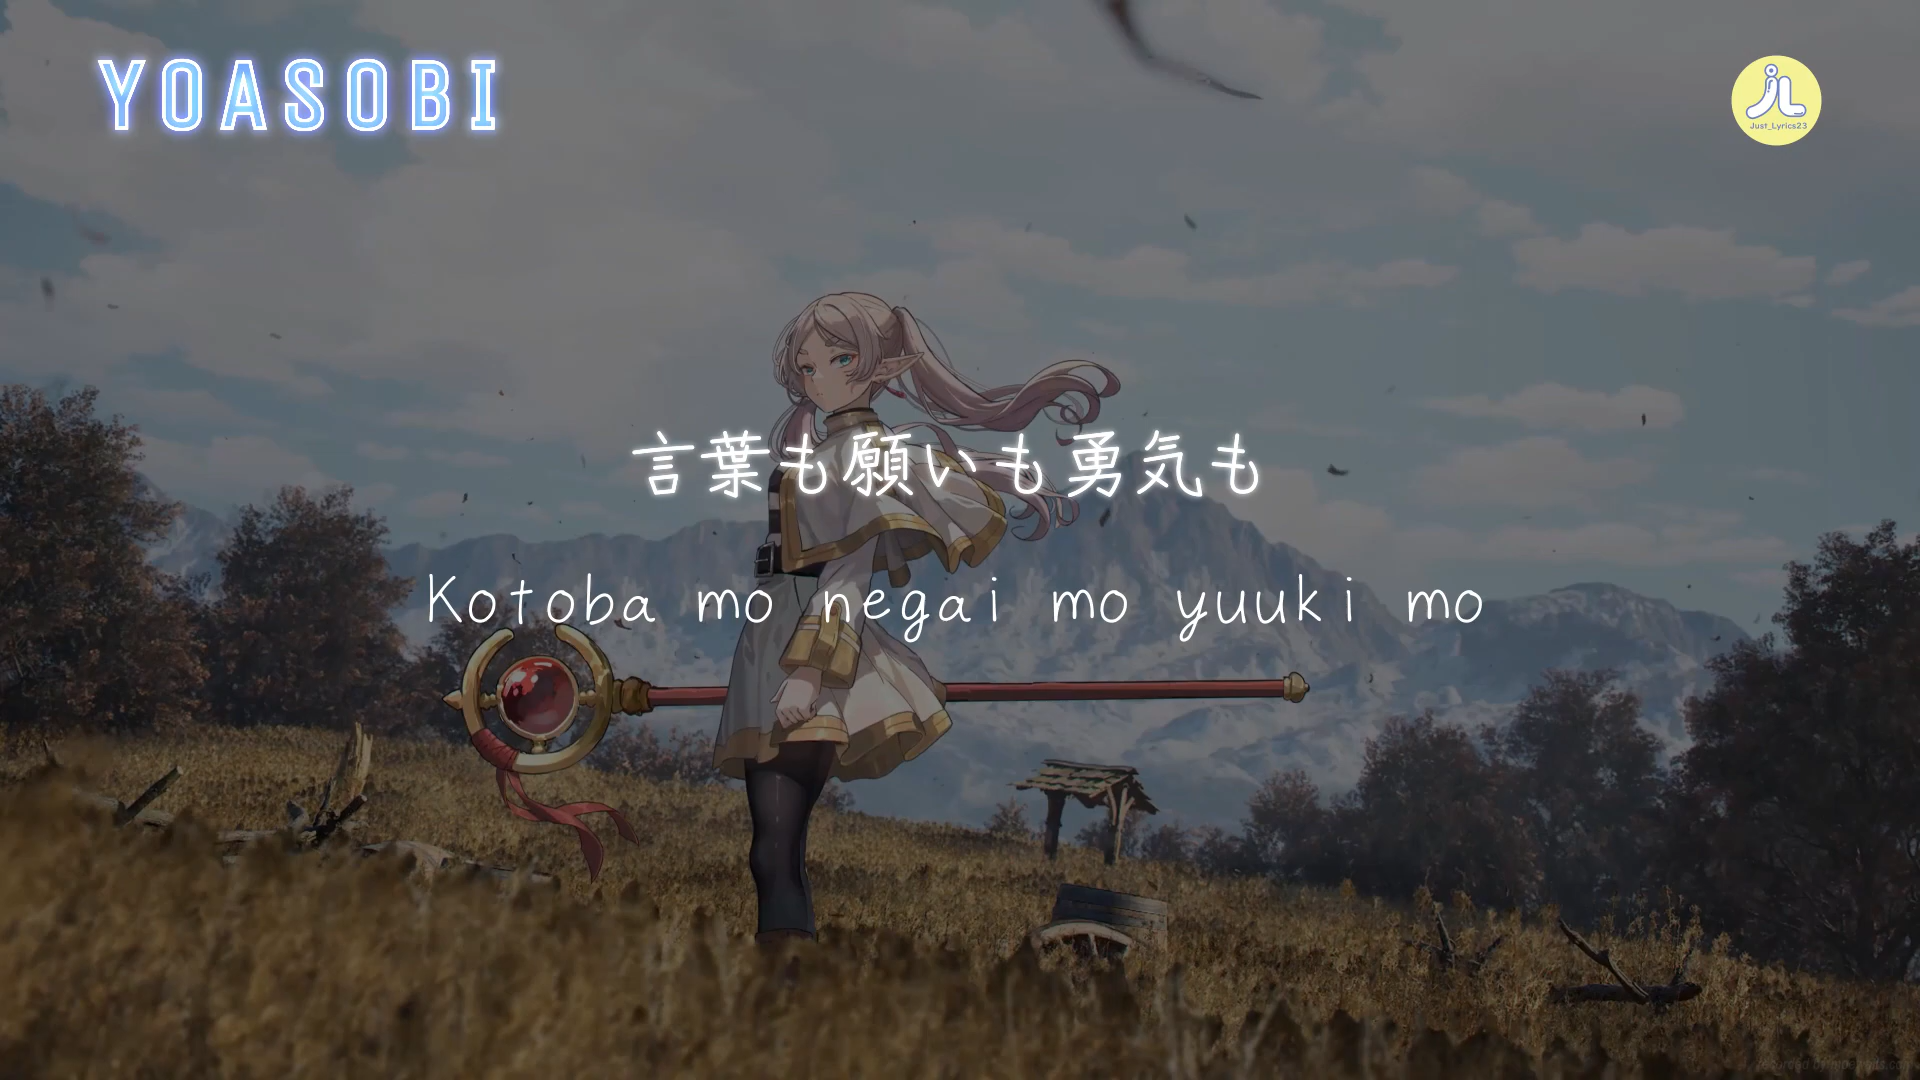 YOASOBI
Just_Lyrics23
言葉も願いも勇気も
Kotoba mo negai mo yuuki mo